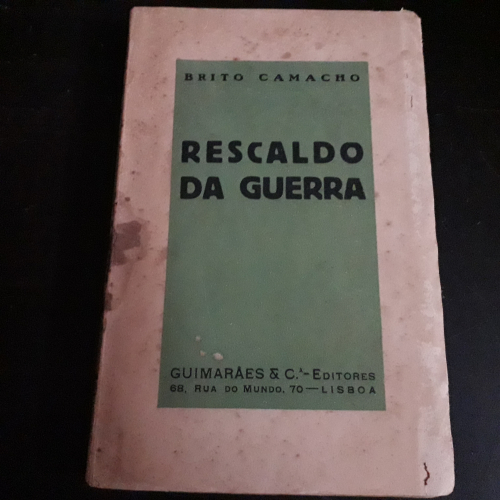 BRITO CAMACHO
RESCALDO
DA GUERRA
GUIMARÃES & C.ª - EDITORES
68, RUA DO MUNDO, 70 — LISBOA